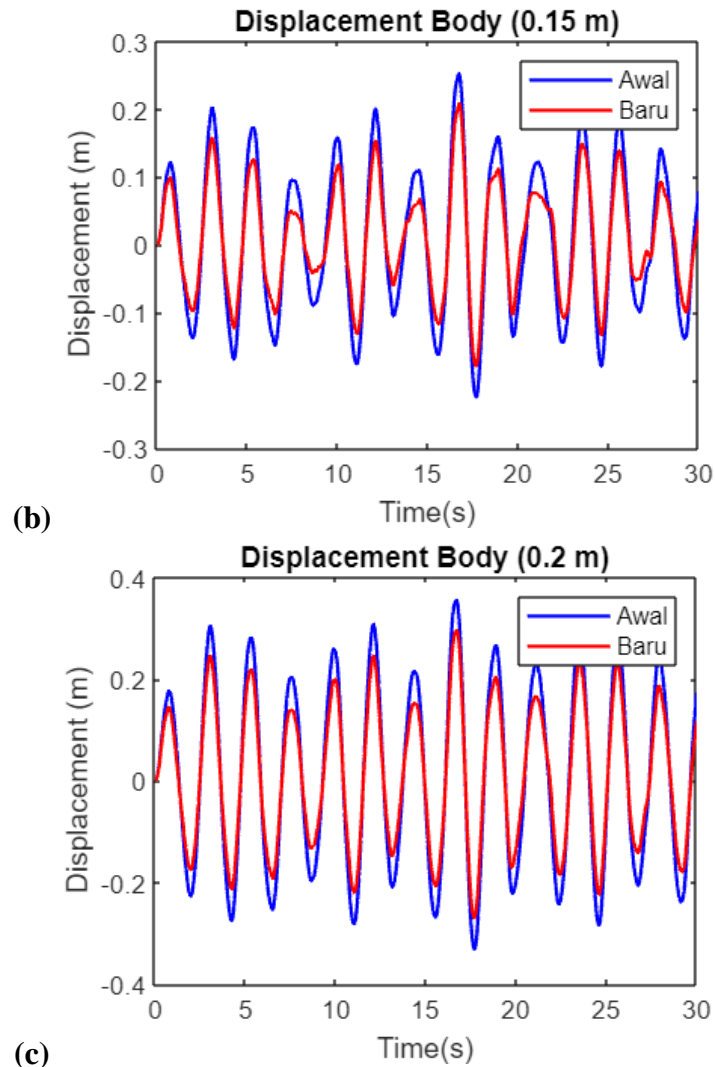 Displacement Body (0.15 m)
0.3
0.2
0.1
0
-0.1
-0.2
-0.3
Displacement (m)
Awal
Baru
0 5 10 15 20 25 30
Time(s)
(b)
Displacement Body (0.2 m)
0.4
0.2
0
-0.2
-0.4
Displacement (m)
Awal
Baru
0 5 10 15 20 25 30
Time(s)
(c)